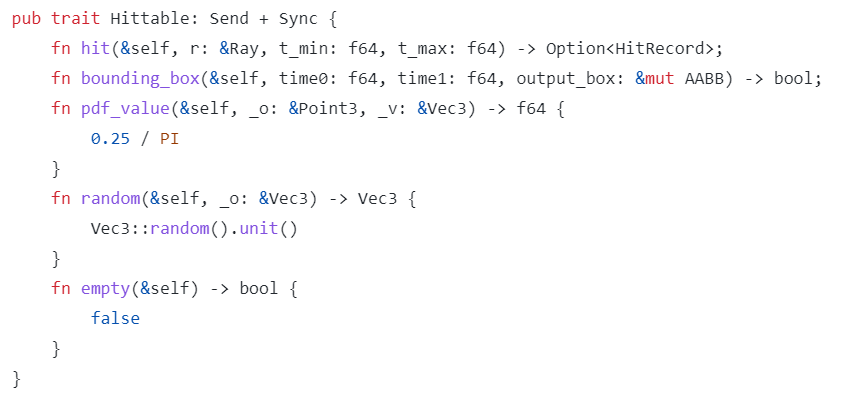 pub trait Hittable: Send + Sync {
    fn hit(&self, r: &Ray, t_min: f64, t_max: f64) -> Option<HitRecord>;
    fn bounding_box(&self, time0: f64, time1: f64, output_box: &mut AABB) -> bool;
    fn pdf_value(&self, _o: &Point3, _v: &Vec3) -> f64 {
        0.25 / PI
    }
    fn random(&self, _o: &Vec3) -> Vec3 {
        Vec3::random().unit()
    }
    fn empty(&self) -> bool {
        false
    }
}